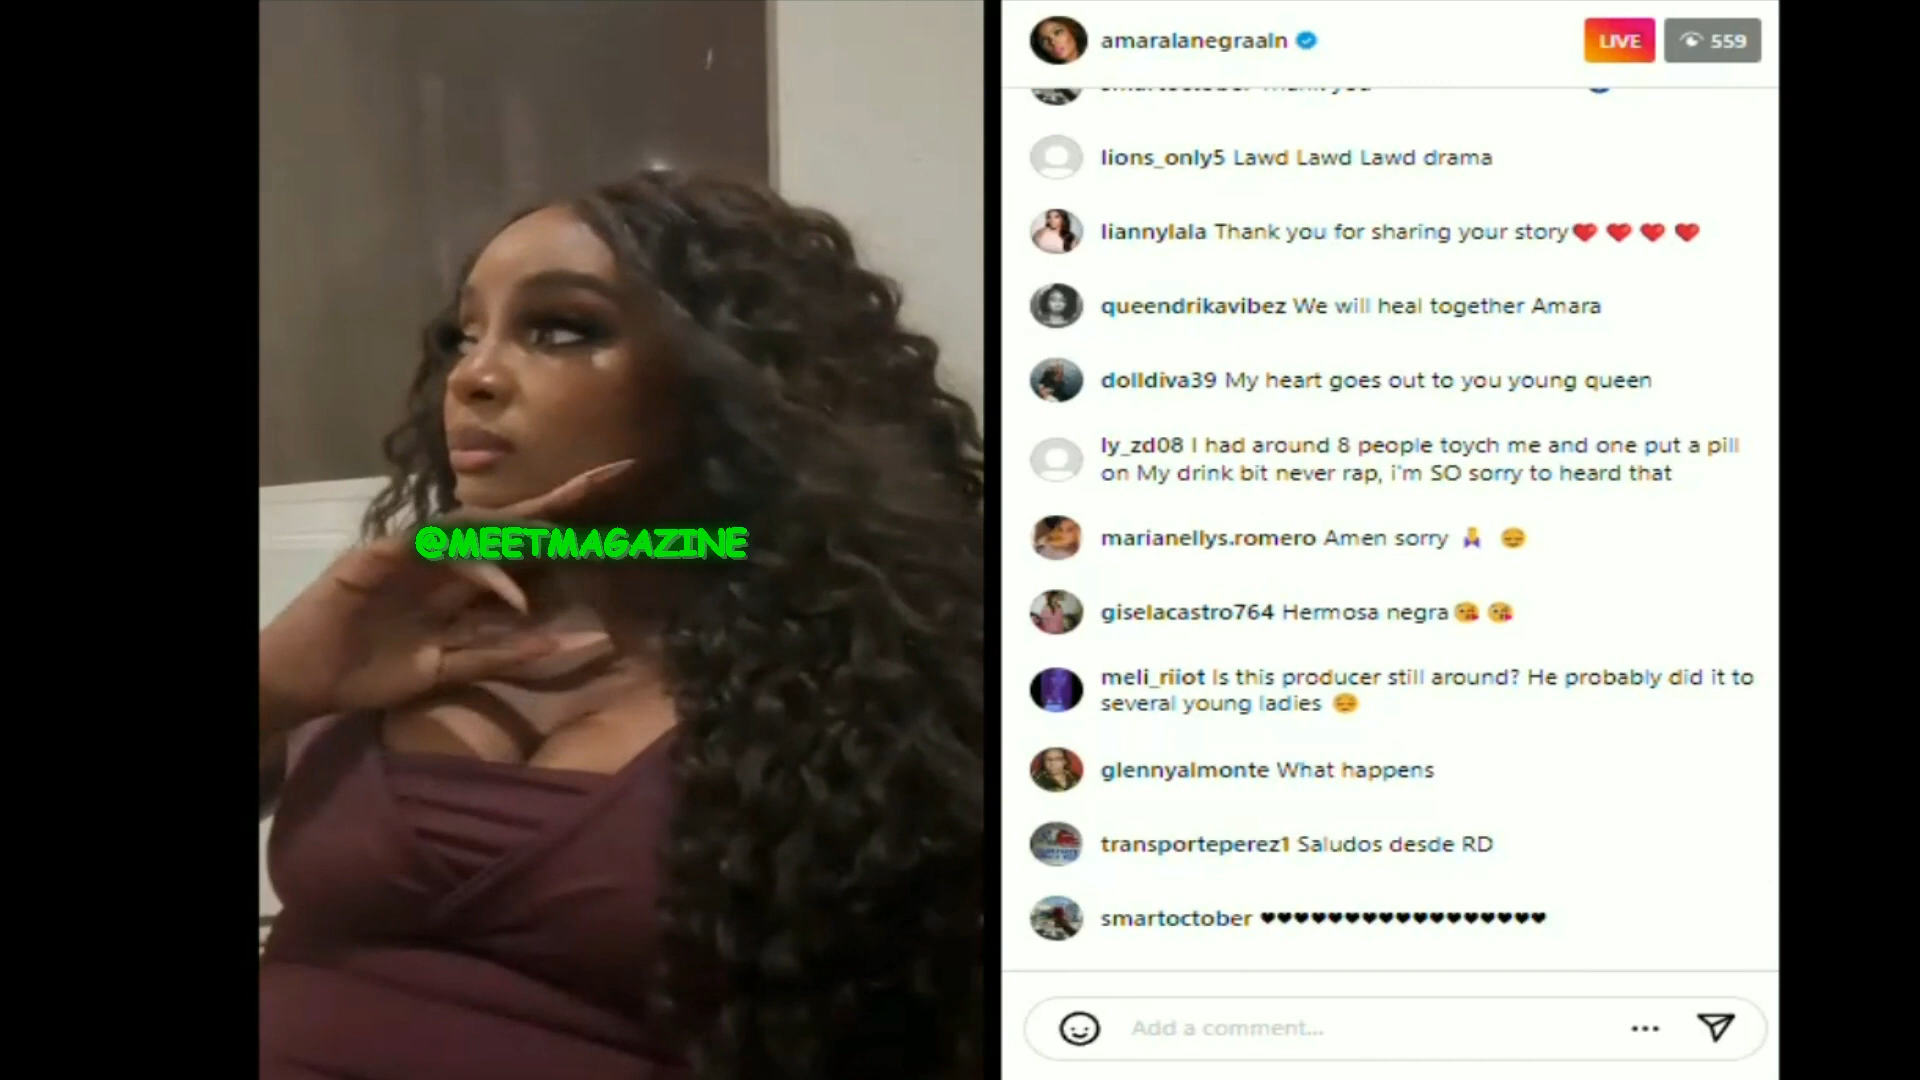 amaralanegraaln
LIVE
559
lions_only5 Lawd Lawd Lawd drama
liannylala Thank you for sharing your story❤️ ❤️ ❤️ ❤️
queendrikavibez We will heal together Amara
dolldiva39 My heart goes out to you young queen
ly_zd08 I had around 8 people toych me and one put a pill
on My drink bit never rap, i'm SO sorry to heard that
@MEETMAGAZINE
marianellys.romero Amen sorry 🙏 😔
giselacastro764 Hermosa negra😘 😘
meli_riiot Is this producer still around? He probably did it to
several young ladies 😔
glennyalmonte What happens
transporteperez1 Saludos desde RD
smartoctober ♥♥♥♥♥♥♥♥♥♥♥♥♥♥♥♥♥
Add a comment...